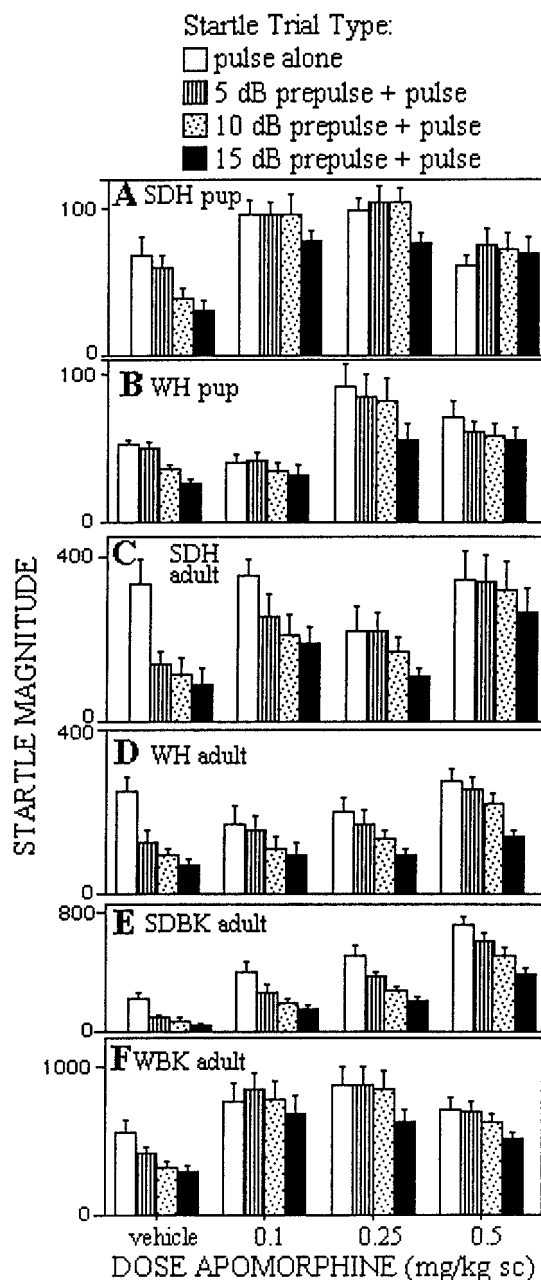 Startle Trial Type:
pulse alone
5 dB prepulse + pulse
10 dB prepulse + pulse
15 dB prepulse + pulse
A SDH pup
100
0
B WH pup
100
0
C SDH
adult
400
0
D WH adult
400
0
E SDBK adult
800
0
F WBK adult
1000
0
STARTLE MAGNITUDE
vehicle 0.1 0.25 0.5
DOSE APOMORPHINE (mg/kg sc)